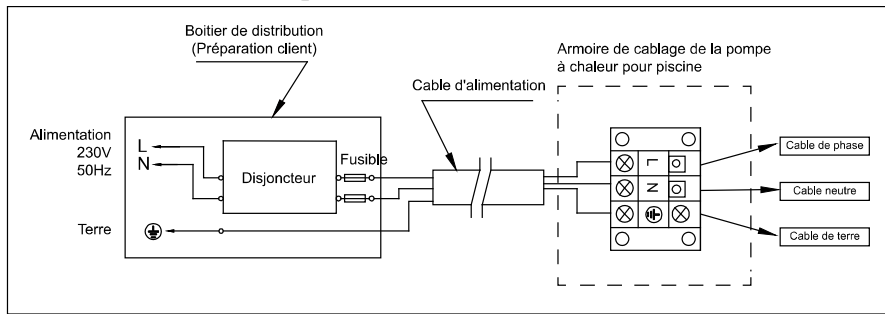 Boitier de distribution
(Préparation client)
Armoire de cablage de la pompe
à chaleur pour piscine
Cable d'alimentation
Alimentation
230V
50Hz
L
N
Disjoncteur
Fusible
Terre
L
N
Cable de phase
Cable neutre
Cable de terre